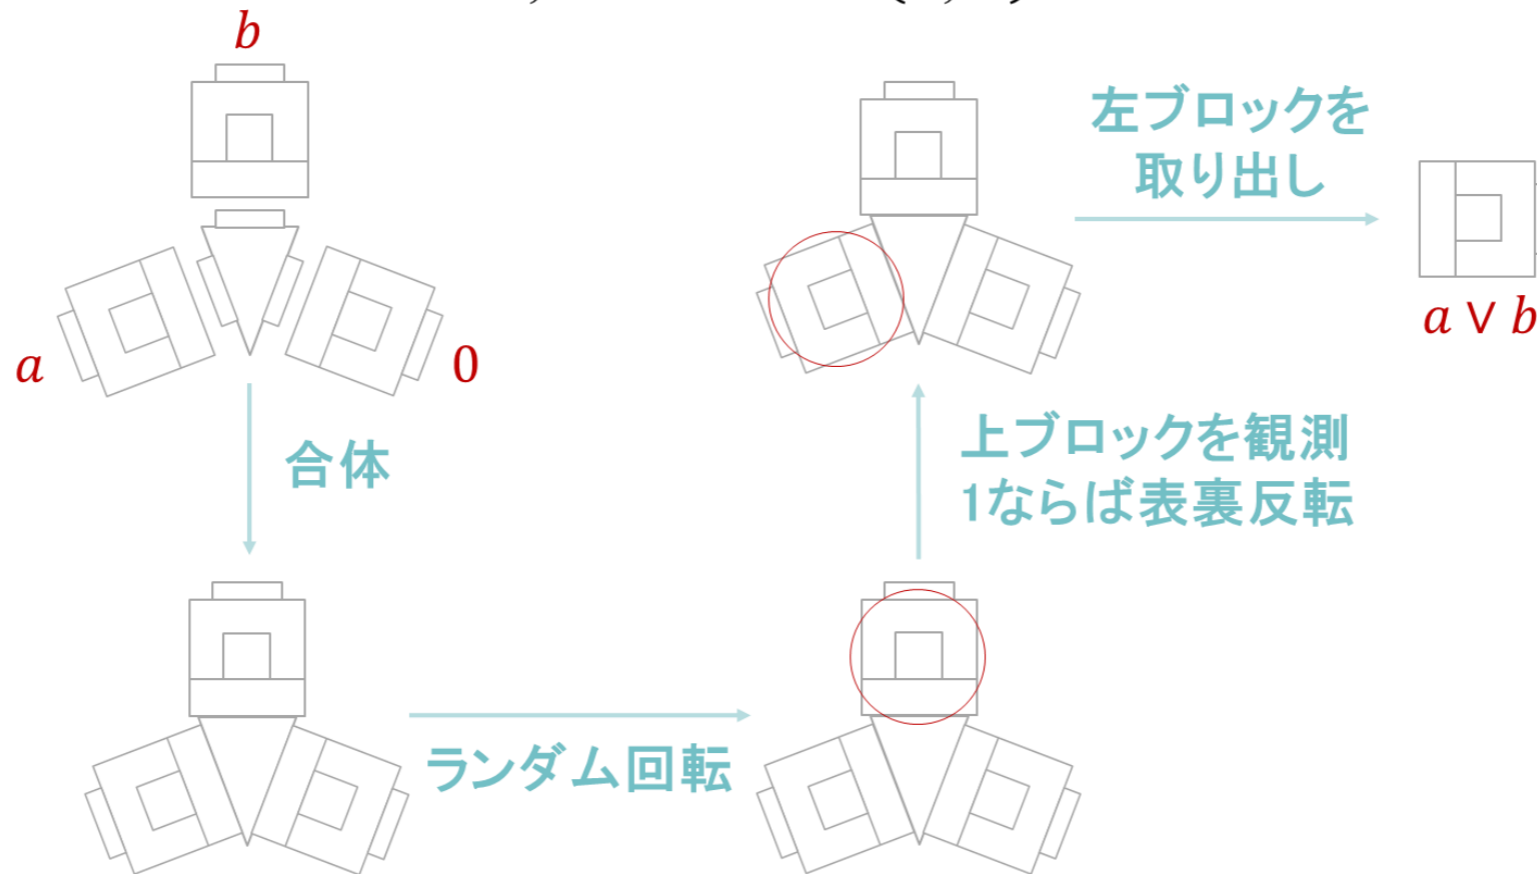 b
a
0
合体
ランダム回転
上ブロックを観測
1ならば表裏反転
左ブロックを
取り出し
a ∨ b